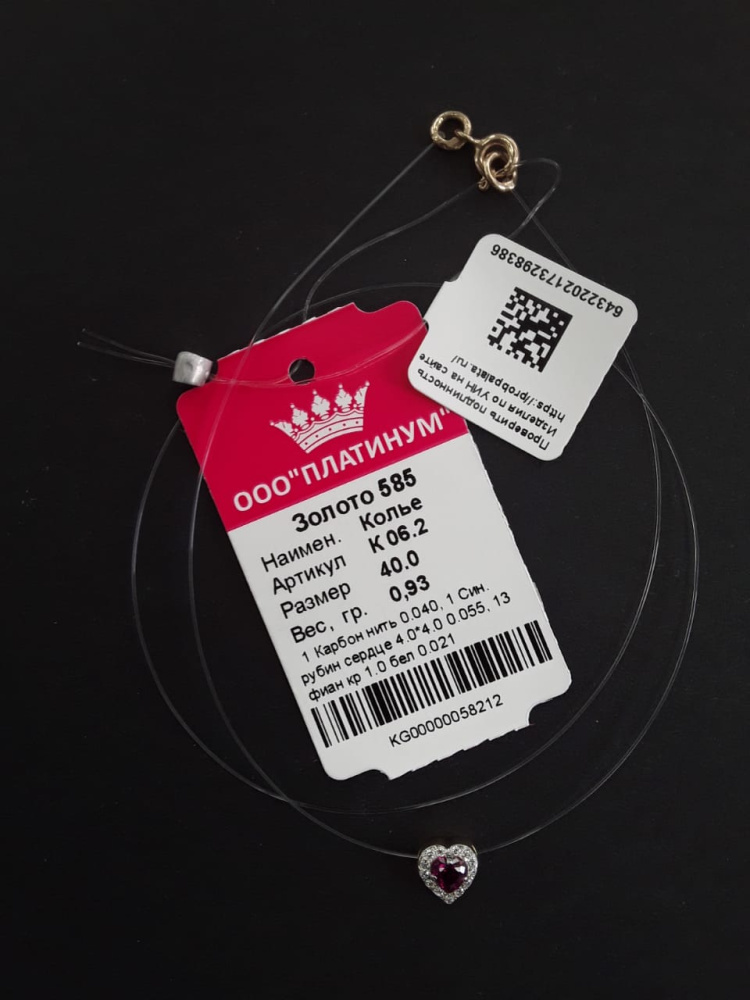 ООО"ПЛАТИНУМ"
Золото 585
Наимен. Колье
Артикул К 06.2
Размер 40.0
Вес, гр. 0,93
1 Карбон нить 0.040, 1 Син.
рубин сердце 4.0*4.0 0.055, 13
фиан кр 1.0 бел 0.021
KG00000058212
Проверить подлинность
Изделия по УИН на сайте
https://probpalata.ru/
6432202173298386